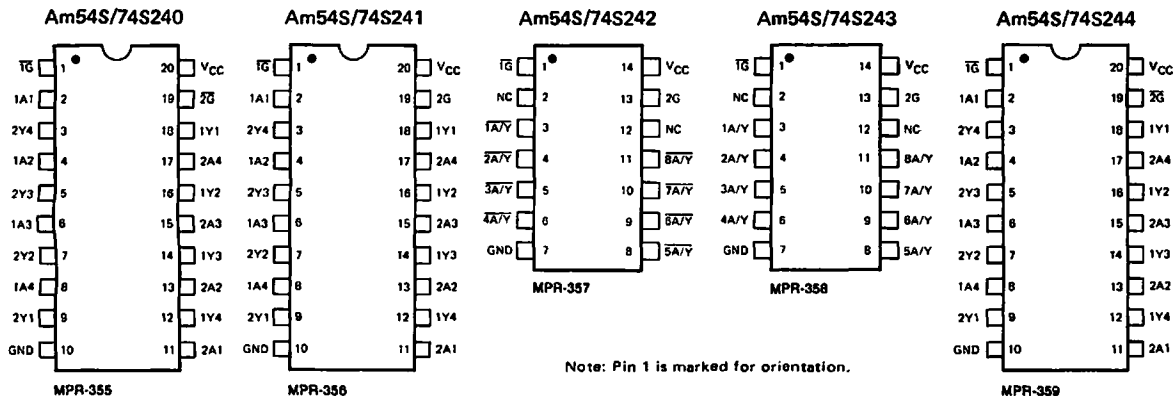 Am54S/74S240
1G 1 20 VCC
1A1 2 19 2G
2Y4 3 18 1Y1
1A2 4 17 2A4
2Y3 5 16 1Y2
1A3 6 15 2A3
2Y2 7 14 1Y3
1A4 8 13 2A2
2Y1 9 12 1Y4
GND 10 11 2A1
MPR-355
Am54S/74S241
1G 1 20 VCC
1A1 2 19 2G
2Y4 3 18 1Y1
1A2 4 17 2A4
2Y3 5 16 1Y2
1A3 6 15 2A3
2Y2 7 14 1Y3
1A4 8 13 2A2
2Y1 9 12 1Y4
GND 10 11 2A1
MPR-356
Am54S/74S242
1G 1 14 VCC
NC 2 13 2G
1A/Y 3 12 NC
2A/Y 4 11 8A/Y
3A/Y 5 10 7A/Y
4A/Y 6 9 6A/Y
GND 7 8 5A/Y
MPR-357
Am54S/74S243
1G 1 14 VCC
NC 2 13 2G
1A/Y 3 12 NC
2A/Y 4 11 8A/Y
3A/Y 5 10 7A/Y
4A/Y 6 9 6A/Y
GND 7 8 5A/Y
MPR-358
Am54S/74S244
1G 1 20 VCC
1A1 2 19 2G
2Y4 3 18 1Y1
1A2 4 17 2A4
2Y3 5 16 1Y2
1A3 6 15 2A3
2Y2 7 14 1Y3
1A4 8 13 2A2
2Y1 9 12 1Y4
GND 10 11 2A1
MPR-359
Note: Pin 1 is marked for orientation.